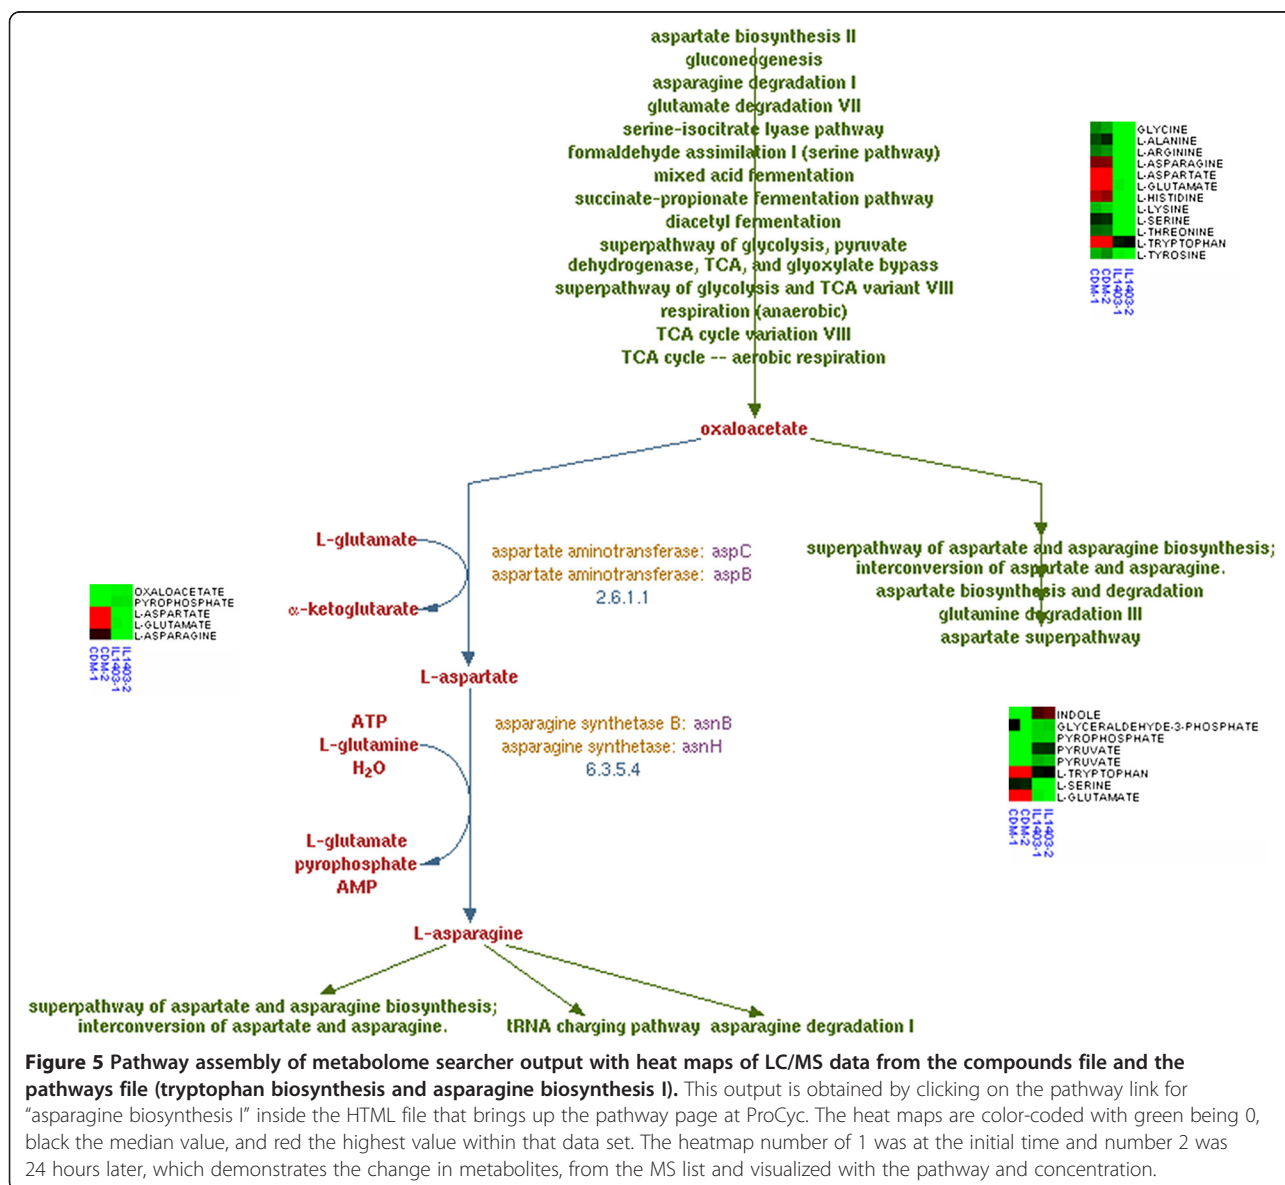 aspartate biosynthesis II
gluconeogenesis
asparagine degradation I
glutamate degradation VII
serine-isocitrate lyase pathway
formaldehyde assimilation I (serine pathway)
mixed acid fermentation
succinate-propionate fermentation pathway
diacetyl fermentation
superpathway of glycolysis, pyruvate
dehydrogenase, TCA, and glyoxylate bypass
superpathway of glycolysis and TCA variant VIII
respiration (anaerobic)
TCA cycle variation VIII
TCA cycle -- aerobic respiration
GLYCINE
L-ALANINE
L-ARGININE
L-ASPARAGINE
L-ASPARTATE
L-GLUTAMATE
L-HISTIDINE
L-LYSINE
L-SERINE
L-THREONINE
L-TRYPTOPHAN
L-TYROSINE
CDM-1
CDM-2
IL1403-1
IL1403-2
oxaloacetate
L-glutamate
α-ketoglutarate
aspartate aminotransferase: aspC
aspartate aminotransferase: aspB
2.6.1.1
superpathway of aspartate and asparagine biosynthesis;
interconversion of aspartate and asparagine.
aspartate biosynthesis and degradation
glutamine degradation III
aspartate superpathway
OXALOACETATE
PYROPHOSPHATE
L-ASPARTATE
L-GLUTAMATE
L-ASPARAGINE
CDM-1
CDM-2
IL1403-1
IL1403-2
L-aspartate
ATP
L-glutamine
H₂O
asparagine synthetase B: asnB
asparagine synthetase: asnH
6.3.5.4
L-glutamate
pyrophosphate
AMP
INDOLE
GLYCERALDEHYDE-3-PHOSPHATE
PYROPHOSPHATE
PYRUVATE
PYRUVATE
L-TRYPTOPHAN
L-SERINE
L-GLUTAMATE
CDM-1
CDM-2
IL1403-1
IL1403-2
L-asparagine
superpathway of aspartate and asparagine biosynthesis;
interconversion of aspartate and asparagine.
tRNA charging pathway asparagine degradation I
Figure 5 Pathway assembly of metabolome searcher output with heat maps of LC/MS data from the compounds file and the
pathways file (tryptophan biosynthesis and asparagine biosynthesis I). This output is obtained by clicking on the pathway link for
"asparagine biosynthesis I" inside the HTML file that brings up the pathway page at ProCyc. The heat maps are color-coded with green being 0,
black the median value, and red the highest value within that data set. The heatmap number of 1 was at the initial time and number 2 was
24 hours later, which demonstrates the change in metabolites, from the MS list and visualized with the pathway and concentration.